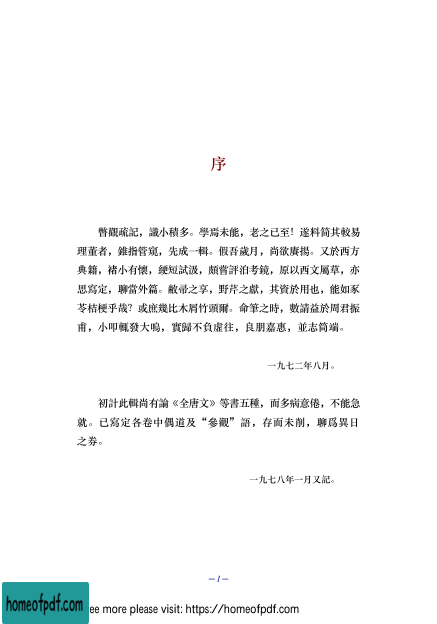 序
瞥觀疏記，識小積多。學焉未能，老之已至！遂料简其較易
理董者，錐指管窺，先成一輯。假吾歲月，尚欲賡揚。又於西方
典籍，褚小有懷，綆短試汲，頗嘗評泊考鏡，原以西文屬草，亦
思寫定，聊當外篇。敝帚之享，野芹之獻，其資於用也，能如豕
苓桔梗乎哉？或庶幾比木屑竹頭爾。命筆之時，數請益於周君振
甫，小叩輒發大鳴，實歸不負虛往，良朋嘉惠，並志简端。
一九七二年八月。
初計此輯尚有論《全唐文》等書五種，而多病意倦，不能急
就。已寫定各卷中偶道及“參觀”語，存而未削，聊爲異日
之券。
一九七八年一月又記。
—1—
homeofpdf.com
ee more please visit: https://homeofpdf.com